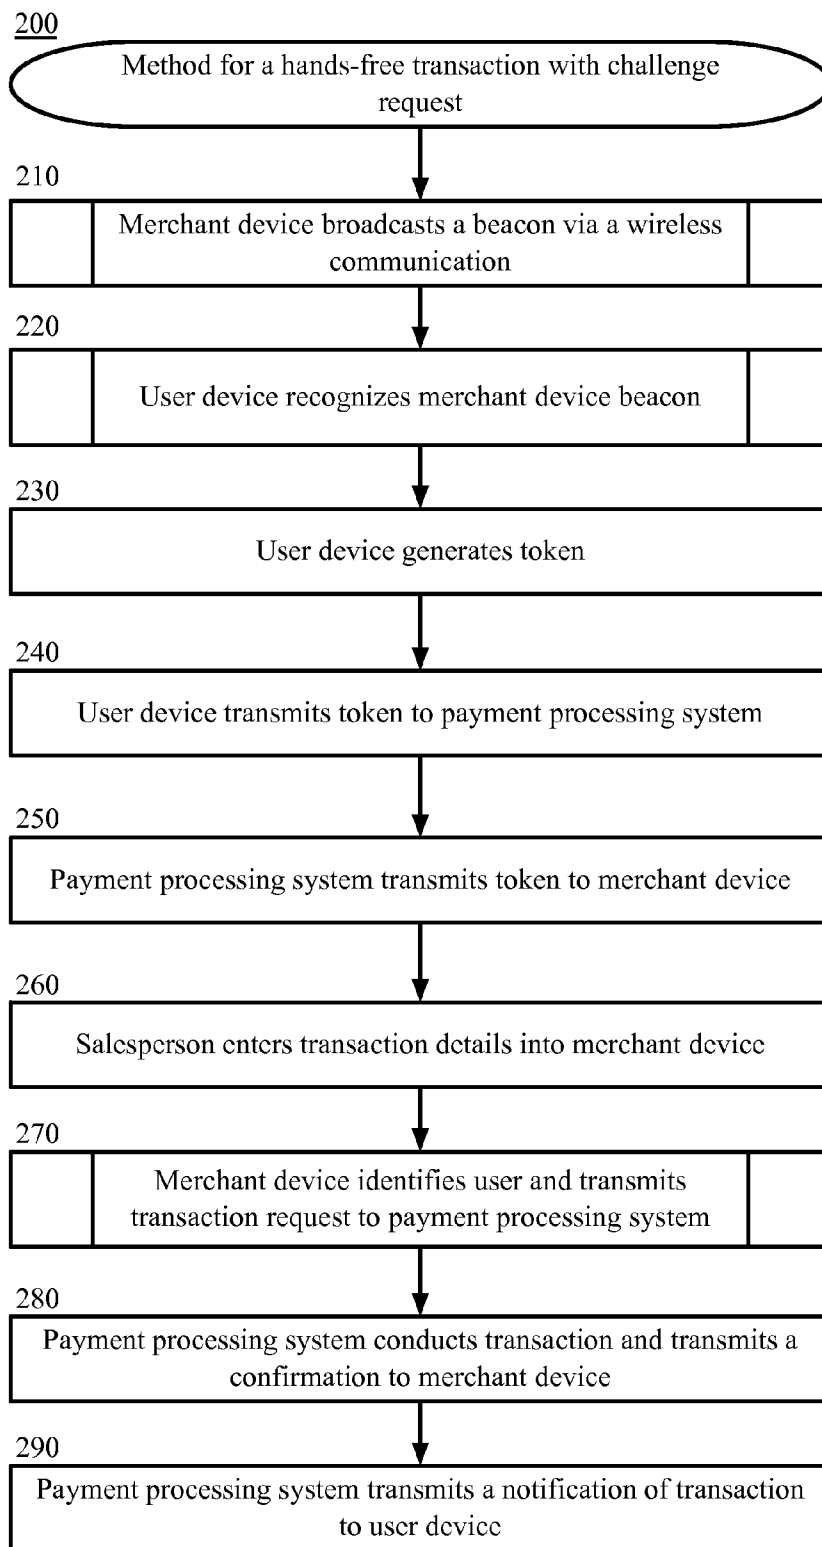 200
Method for a hands-free transaction with challenge
request
210
Merchant device broadcasts a beacon via a wireless
communication
220
User device recognizes merchant device beacon
230
User device generates token
240
User device transmits token to payment processing system
250
Payment processing system transmits token to merchant device
260
Salesperson enters transaction details into merchant device
270
Merchant device identifies user and transmits
transaction request to payment processing system
280
Payment processing system conducts transaction and transmits a
confirmation to merchant device
290
Payment processing system transmits a notification of transaction
to user device